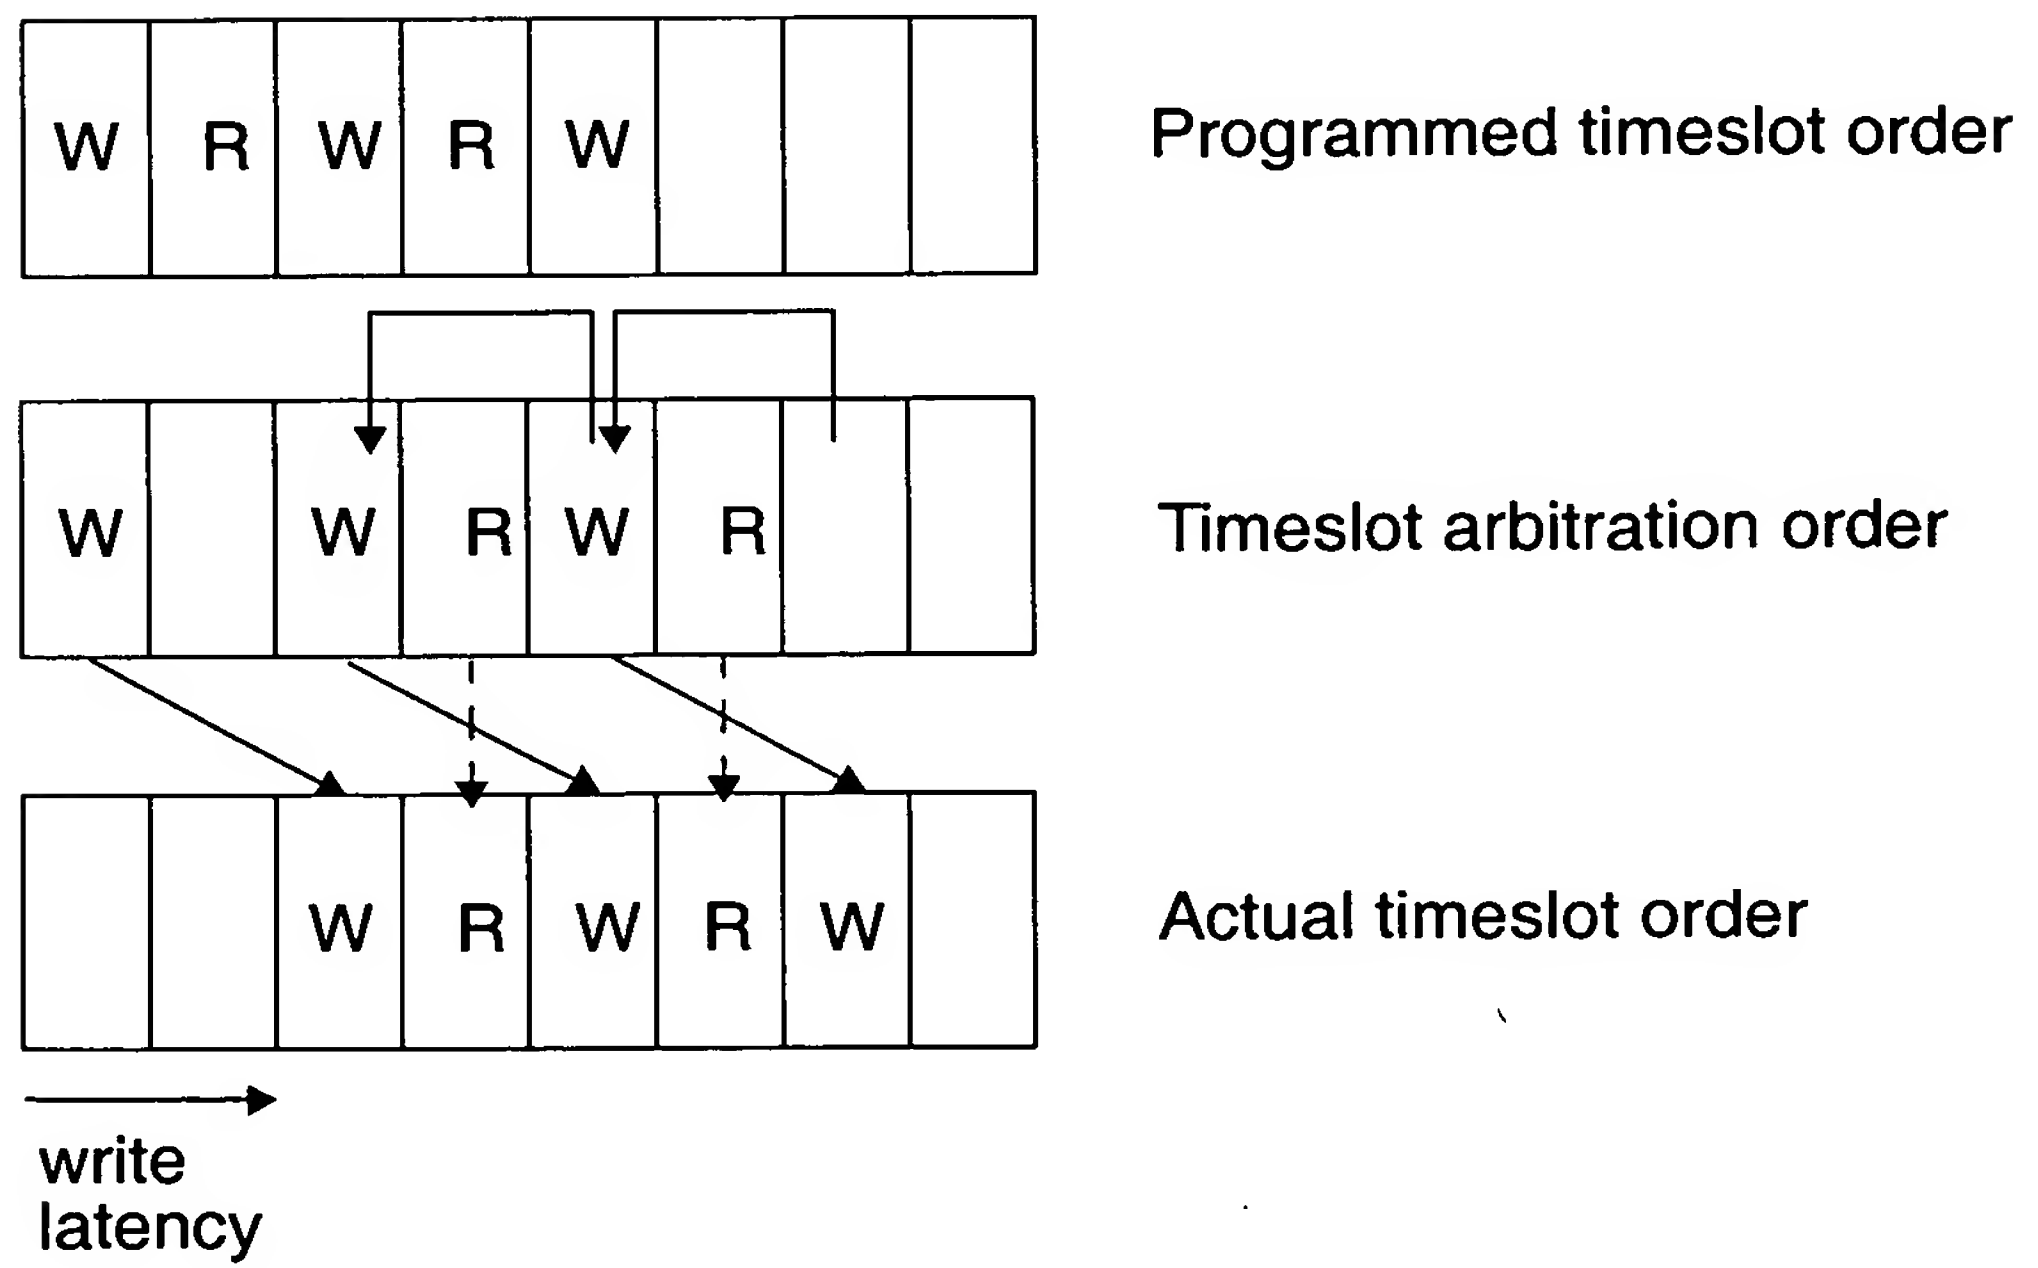 W R W R W Programmed timeslot order
W W R W R Timeslot arbitration order
W R W R W Actual timeslot order
write
latency